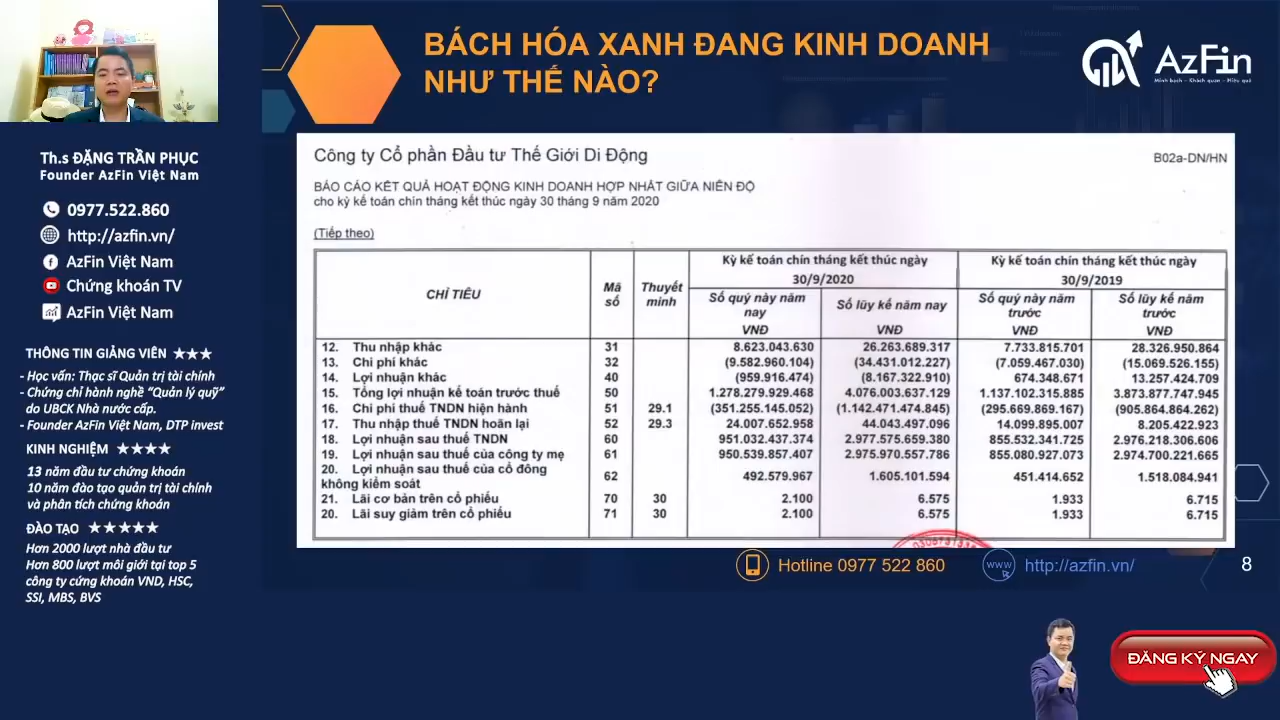 BÁCH HÓA XANH ĐANG KINH DOANH
NHƯ THẾ NÀO?
AzFin
Minh bạch - Khách quan - Hiệu quả
Th.s ĐẶNG TRẦN PHỤC
Founder AzFin Việt Nam
0977.522.860
http://azfin.vn/
AzFin Việt Nam
Chứng khoán TV
AzFin Việt Nam
THÔNG TIN GIẢNG VIÊN ★★★
- Học vấn: Thạc sĩ Quản trị tài chính
- Chứng chỉ hành nghề “Quản lý quỹ”
do UBCK Nhà nước cấp.
- Founder AzFin Việt Nam, DTP invest
KINH NGHIỆM ★★★★
13 năm đầu tư chứng khoán
10 năm đào tạo quản trị tài chính
và phân tích chứng khoán
ĐÀO TẠO ★★★★★
Hơn 2000 lượt nhà đầu tư
Hơn 800 lượt môi giới tại top 5
công ty cứng khoán VND, HSC,
SSI, MBS, BVS
Công ty Cổ phần Đầu tư Thế Giới Di Động
B02a-DN/HN
BÁO CÁO KẾT QUẢ HOẠT ĐỘNG KINH DOANH HỢP NHẤT GIỮA NIÊN ĐỘ
cho kỳ kế toán chín tháng kết thúc ngày 30 tháng 9 năm 2020
(Tiếp theo)
CHỈ TIÊU
Mã
số
Thuyết
minh
Kỳ kế toán chín tháng kết thúc ngày
30/9/2020
Kỳ kế toán chín tháng kết thúc ngày
30/9/2019
Số quý này năm
nay
VNĐ
Số lũy kế năm nay
VNĐ
Số quý này năm
trước
VNĐ
Số lũy kế năm
trước
VNĐ
12. Thu nhập khác 31 8.623.043.630 26.263.689.317 7.733.815.701 28.326.950.864
13. Chi phí khác 32 (9.582.960.104) (34.431.012.227) (7.059.467.030) (15.069.526.155)
14. Lợi nhuận khác 40 (959.916.474) (8.167.322.910) 674.348.671 13.257.424.709
15. Tổng lợi nhuận kế toán trước thuế 50 1.278.279.929.468 4.076.003.637.129 1.137.102.315.885 3.873.877.747.945
16. Chi phí thuế TNDN hiện hành 51 29.1 (351.255.145.052) (1.142.471.474.845) (295.669.869.167) (905.864.864.262)
17. Thu nhập thuế TNDN hoãn lại 52 29.3 24.007.652.958 44.043.497.096 14.099.895.007 8.205.422.923
18. Lợi nhuận sau thuế TNDN 60 951.032.437.374 2.977.575.659.380 855.532.341.725 2.976.218.306.606
19. Lợi nhuận sau thuế của công ty mẹ 61 950.539.857.407 2.975.970.557.786 855.080.927.073 2.974.700.221.665
20. Lợi nhuận sau thuế của cổ đông
không kiểm soát 62 492.579.967 1.605.101.594 451.414.652 1.518.084.941
21. Lãi cơ bản trên cổ phiếu 70 30 2.100 6.575 1.933 6.715
20. Lãi suy giảm trên cổ phiếu 71 30 2.100 6.575 1.933 6.715
Hotline 0977 522 860
www
http://azfin.vn/
8
ĐĂNG KÝ NGAY